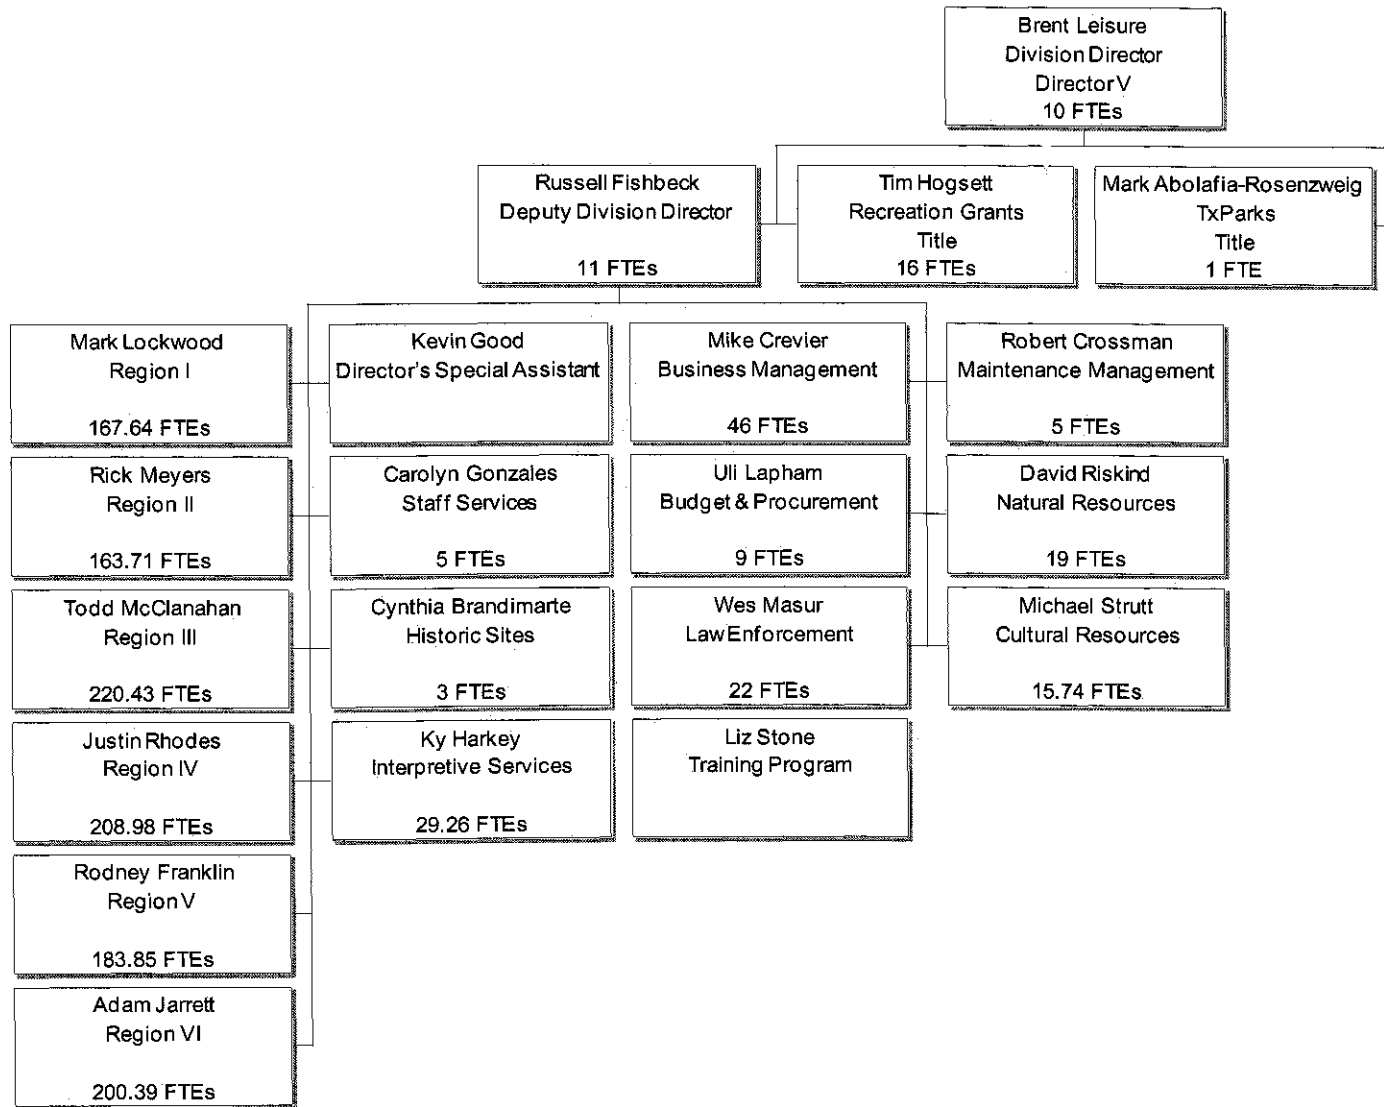 Brent Leisure
Division Director
Director V
10 FTEs
Russell Fishbeck
Deputy Division Director
11 FTEs
Tim Hogsett
Recreation Grants
Title
16 FTEs
Mark Abolafia-Rosenzweig
TxParks
Title
1 FTE
Mark Lockwood
Region I
167.64 FTEs
Kevin Good
Director's Special Assistant
Mike Crevier
Business Management
46 FTEs
Robert Crossman
Maintenance Management
5 FTEs
Rick Meyers
Region II
163.71 FTEs
Carolyn Gonzales
Staff Services
5 FTEs
Uli Lapham
Budget & Procurement
9 FTEs
David Riskind
Natural Resources
19 FTEs
Todd McClanahan
Region III
220.43 FTEs
Cynthia Brandimarte
Historic Sites
3 FTEs
Wes Masur
Law Enforcement
22 FTEs
Michael Strutt
Cultural Resources
15.74 FTEs
Justin Rhodes
Region IV
208.98 FTEs
Ky Harkey
Interpretive Services
29.26 FTEs
Liz Stone
Training Program
Rodney Franklin
Region V
183.85 FTEs
Adam Jarrett
Region VI
200.39 FTEs